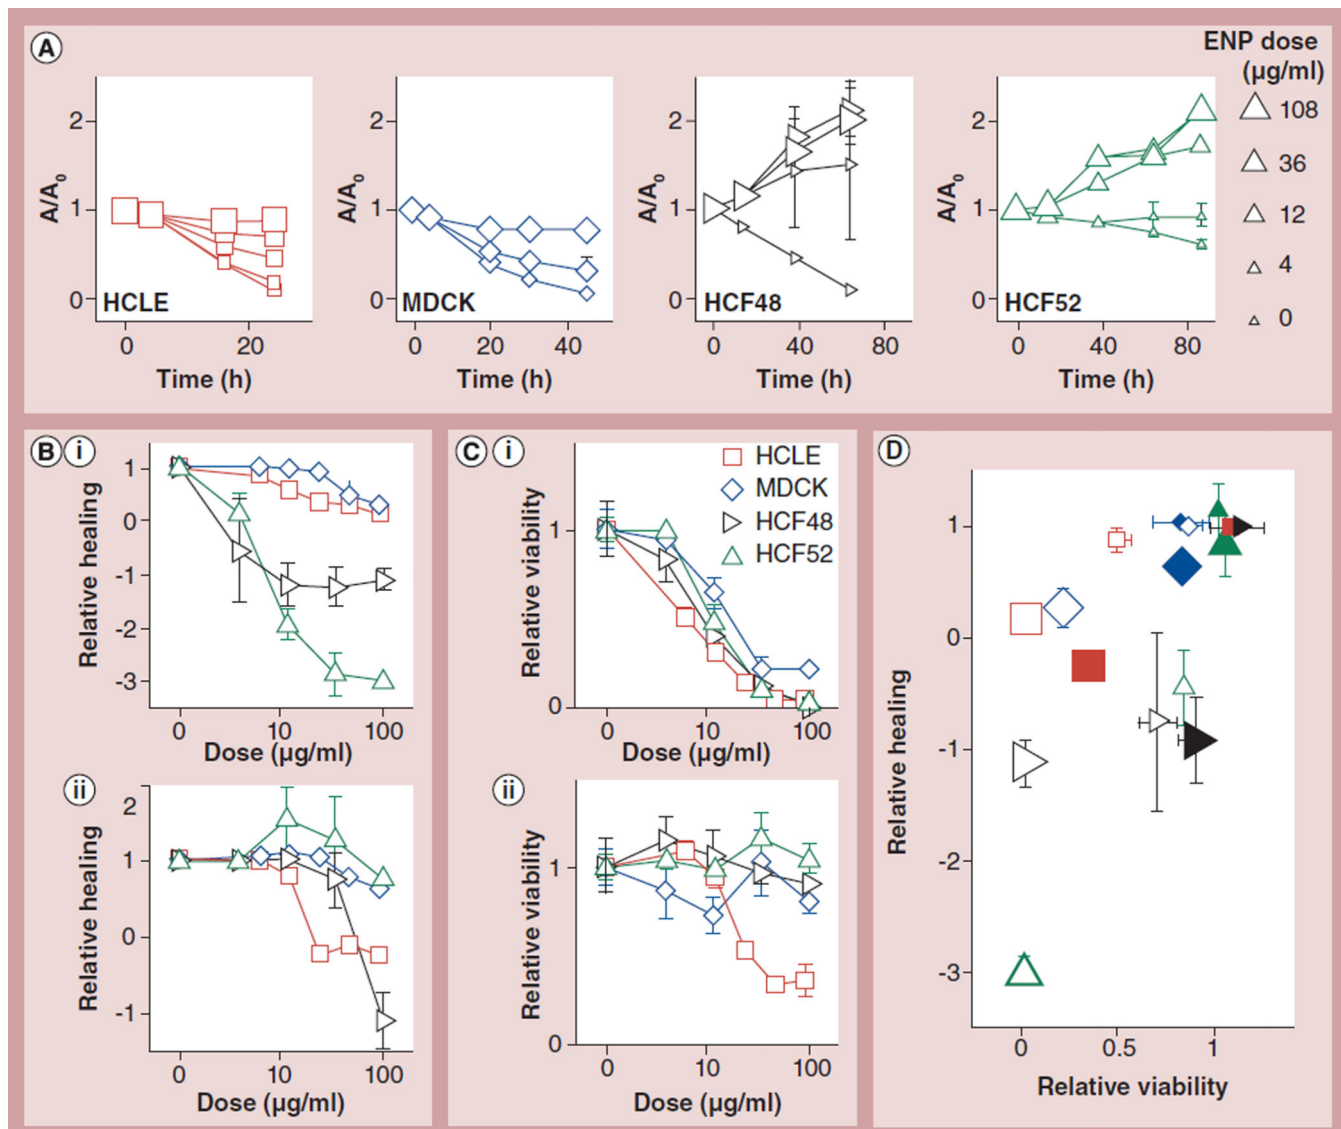 A
ENP dose
(µg/ml)
108
36
12
4
0
A/A0
2
1
0
HCLE
0 20
Time (h)
A/A0
2
1
0
MDCK
0 20 40
Time (h)
A/A0
2
1
0
HCF48
0 40 80
Time (h)
A/A0
2
1
0
HCF52
0 40 80
Time (h)
B i
Relative healing
1
0
-1
-2
-3
0 10 100
Dose (µg/ml)
ii
Relative healing
2
1
0
-1
0 10 100
Dose (µg/ml)
C i
Relative viability
1
0
HCLE
MDCK
HCF48
HCF52
0 10 100
Dose (µg/ml)
ii
Relative viability
1
0
0 10 100
Dose (µg/ml)
D
Relative healing
1
0
-1
-2
-3
0 0.5 1
Relative viability